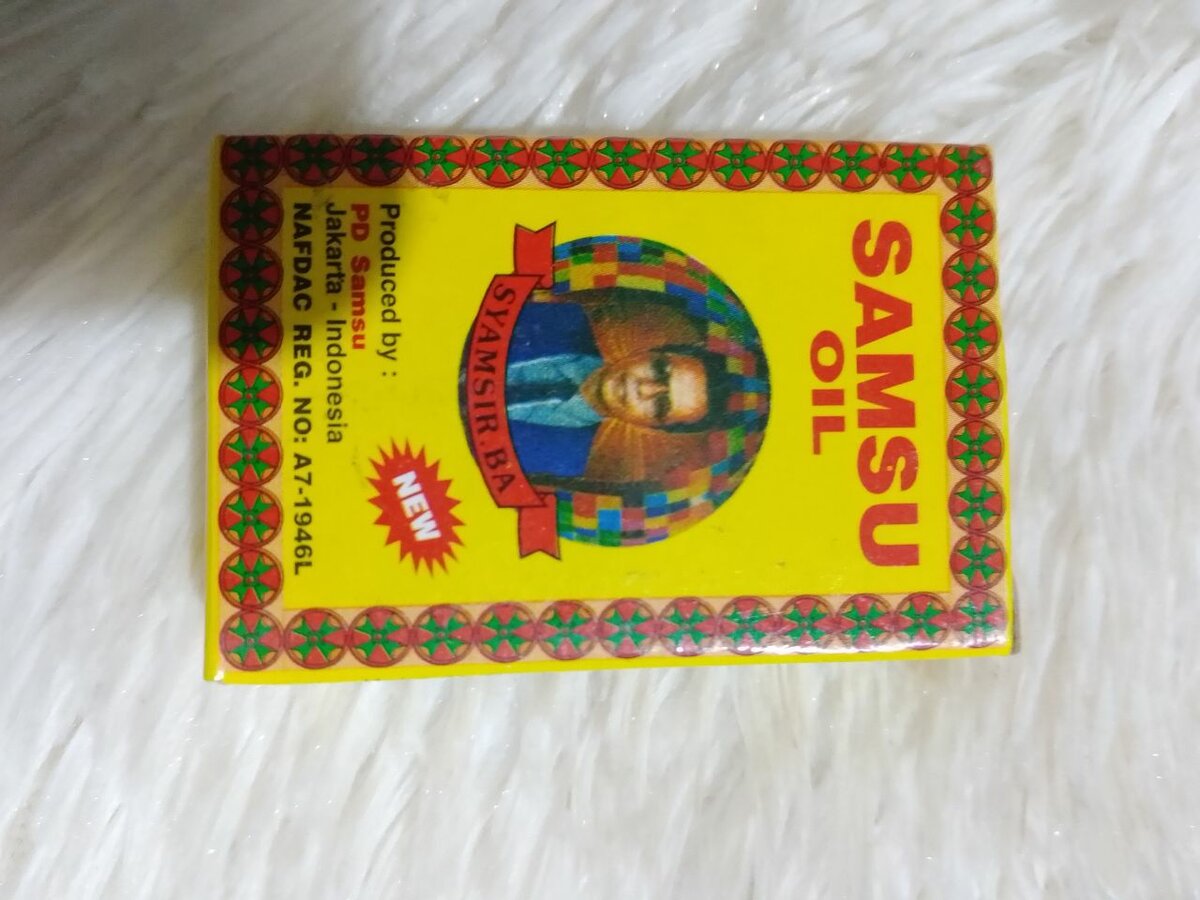 SAMSU
OIL
SYAMSIR.BA
NEW
Produced by :
PD Samsu
Jakarta - Indonesia
NAFDAC REG. NO: A7-1946L